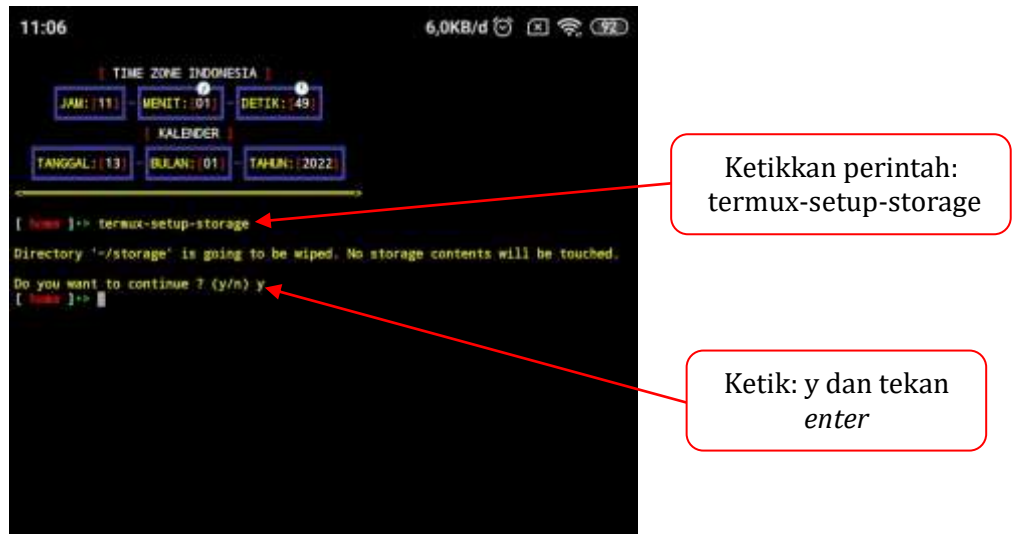 11:06 6,0KB/d 92
[ TIME ZONE INDONESIA ]
JAM:[11] - MENIT:[01] - DETIK:[49]
[ KALENDER ]
TANGGAL:[13] - BULAN:[01] - TAHUN:[2022]
[ home ]•> termux-setup-storage
Directory '~/storage' is going to be wiped. No storage contents will be touched.
Do you want to continue ? (y/n) y
[ home ]•>
Ketikkan perintah:
termux-setup-storage
Ketik: y dan tekan
enter